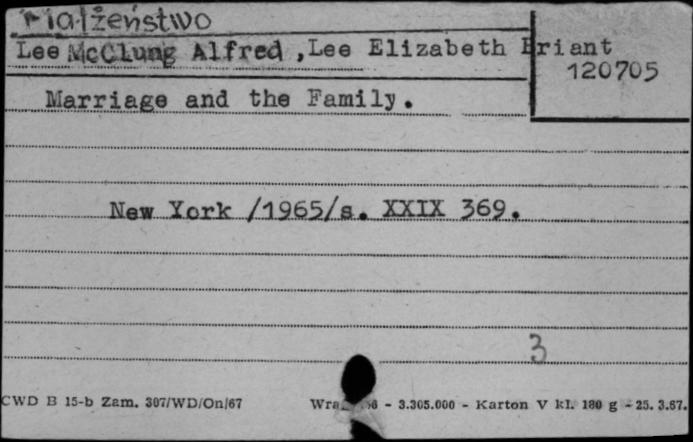 Małżeństwo
Lee McClung Alfred ,Lee Elizabeth Briant
120705
Marriage and the Family.
New York /1965/s. XXIX 369.
3
CWD B 15-b Zam. 307/WD/On/67 - 3.305.000 - Karton V kl. 180 g - 25. 3.67.